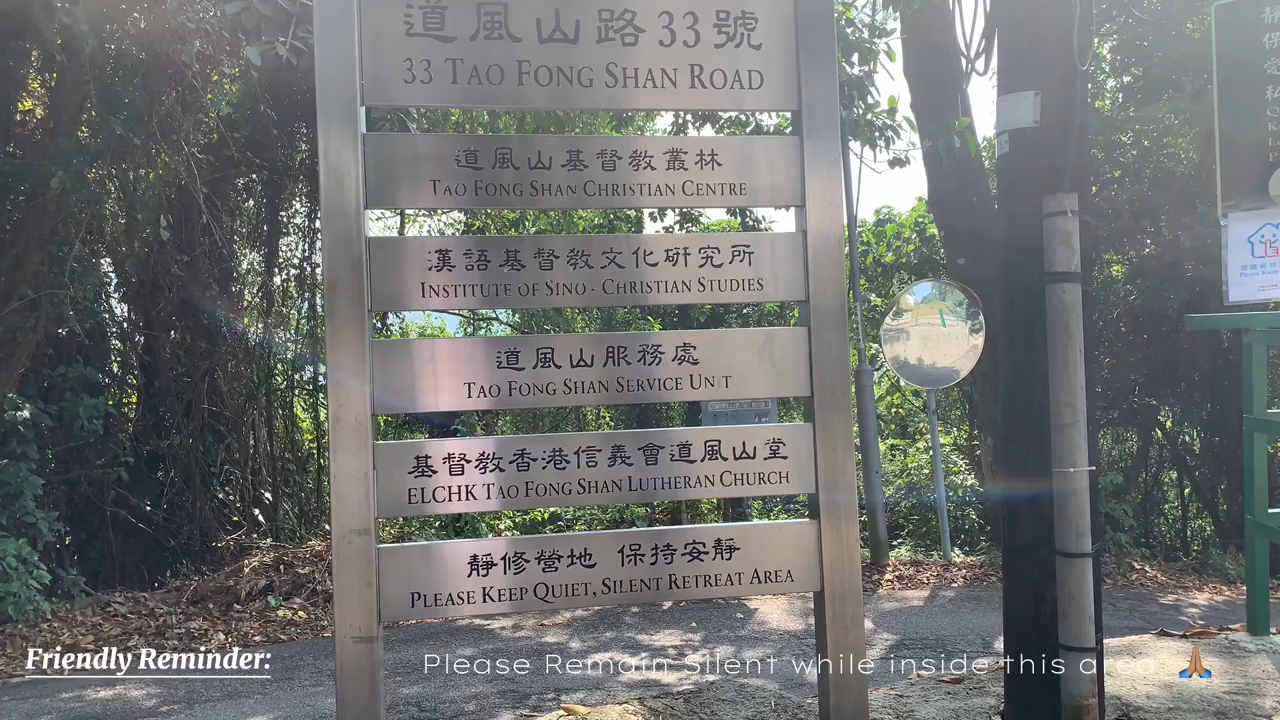 道風山路33號
33 TAO FONG SHAN ROAD
道風山基督教叢林
TAO FONG SHAN CHRISTIAN CENTRE
漢語基督教文化研究所
INSTITUTE OF SINO - CHRISTIAN STUDIES
道風山服務處
TAO FONG SHAN SERVICE UNIT
基督教香港信義會道風山堂
ELCHK TAO FONG SHAN LUTHERAN CHURCH
靜修營地 保持安靜
PLEASE KEEP QUIET, SILENT RETREAT AREA
Please Keep
Friendly Reminder:
Please Remain Silent while inside this area 🙏🏽